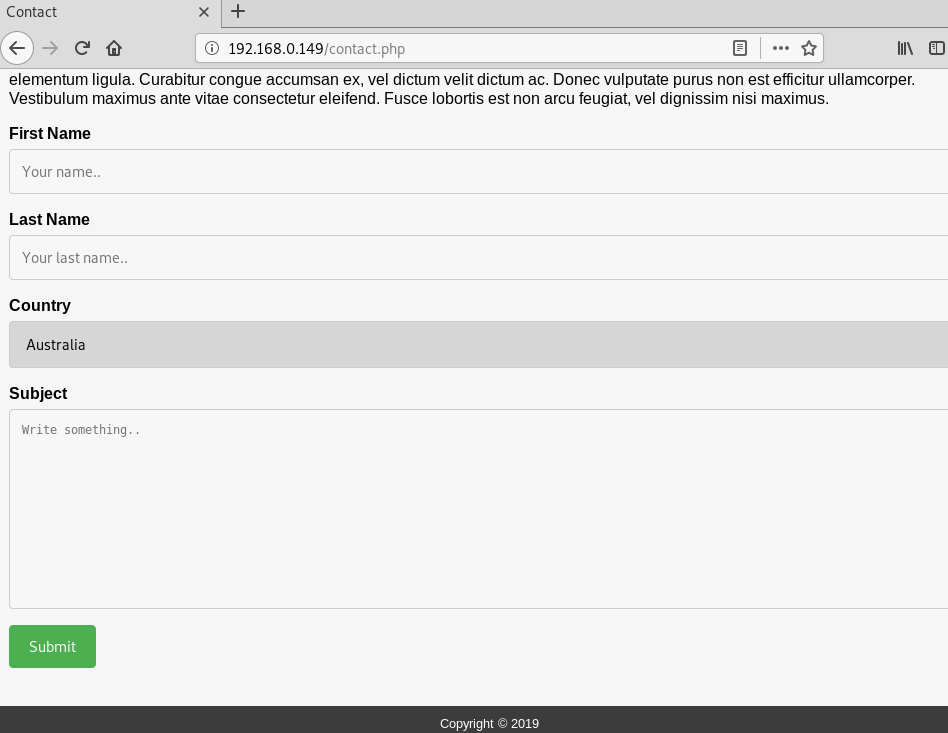 Contact
192.168.0.149/contact.php
elementum ligula. Curabitur congue accumsan ex, vel dictum velit dictum ac. Donec vulputate purus non est efficitur ullamcorper.
Vestibulum maximus ante vitae consectetur eleifend. Fusce lobortis est non arcu feugiat, vel dignissim nisi maximus.
First Name
Your name..
Last Name
Your last name..
Country
Australia
Subject
Write something..
Submit
Copyright © 2019